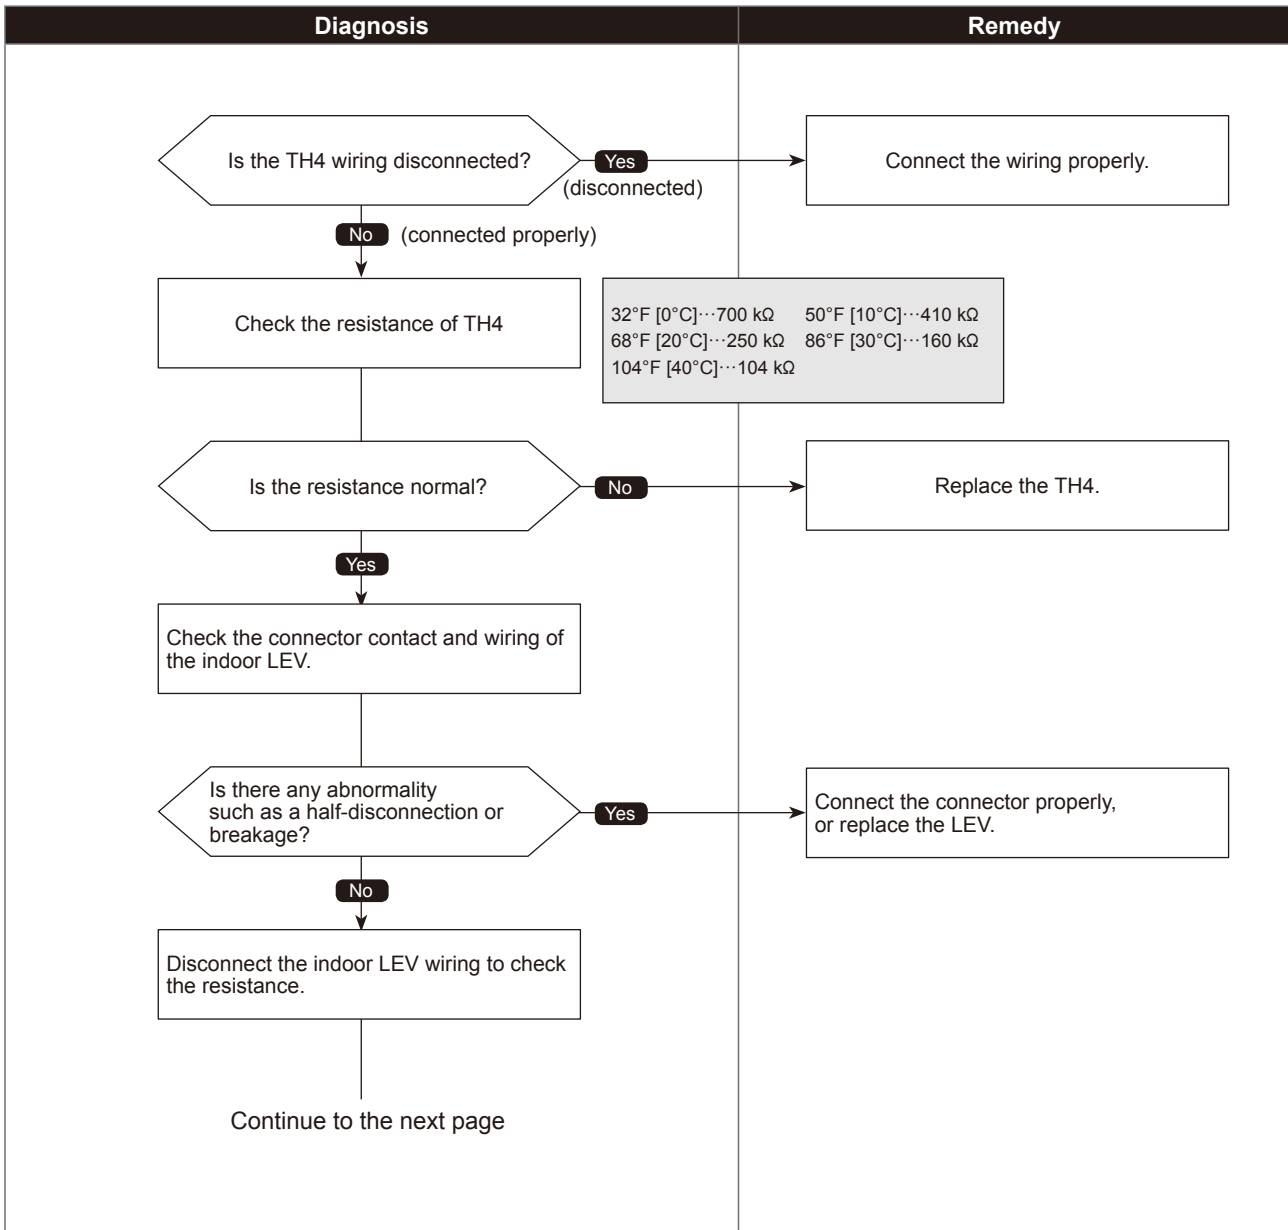 Diagnosis
Remedy
Is the TH4 wiring disconnected?
Yes
(disconnected)
Connect the wiring properly.
No
(connected properly)
Check the resistance of TH4
32°F [0°C]···700 kΩ 50°F [10°C]···410 kΩ
68°F [20°C]···250 kΩ 86°F [30°C]···160 kΩ
104°F [40°C]···104 kΩ
Is the resistance normal?
No
Replace the TH4.
Yes
Check the connector contact and wiring of
the indoor LEV.
Is there any abnormality
such as a half-disconnection or
breakage?
Yes
Connect the connector properly,
or replace the LEV.
No
Disconnect the indoor LEV wiring to check
the resistance.
Continue to the next page